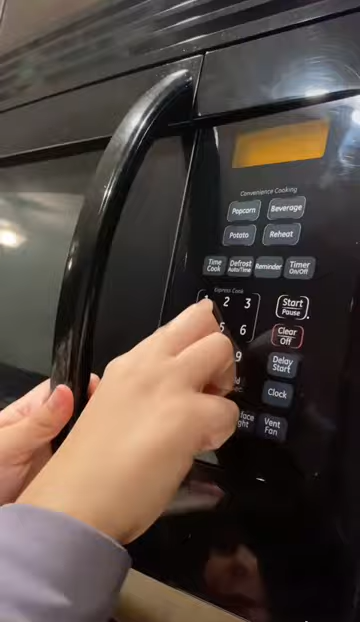 Convenience Cooking
Popcorn
Beverage
Potato
Reheat
Time
Cook
Defrost
Auto/Time
Reminder
Timer
On/Off
Express Cook
1 2 3
6
9
Start
Pause
Clear
Off
Delay
Start
Clock
Vent
Fan